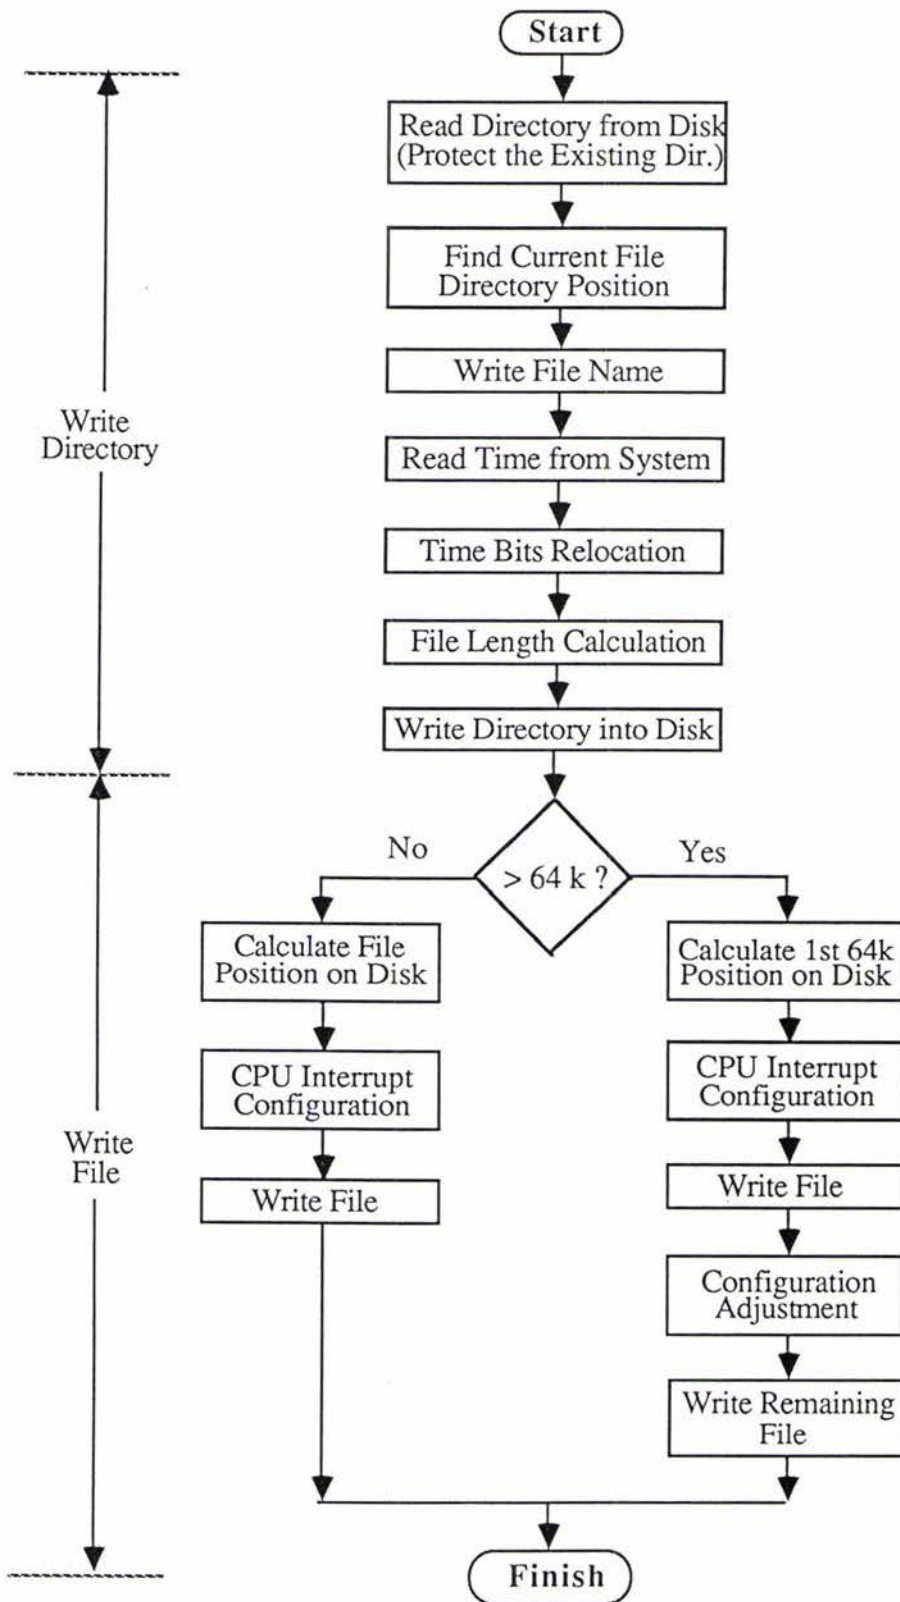 Start
Read Directory from Disk
(Protect the Existing Dir.)
Find Current File
Directory Position
Write File Name
Write
Directory
Read Time from System
Time Bits Relocation
File Length Calculation
Write Directory into Disk
No
Yes
> 64 k ?
Calculate File
Position on Disk
Calculate 1st 64k
Position on Disk
CPU Interrupt
Configuration
CPU Interrupt
Configuration
Write
File
Write File
Write File
Configuration
Adjustment
Write Remaining
File
Finish